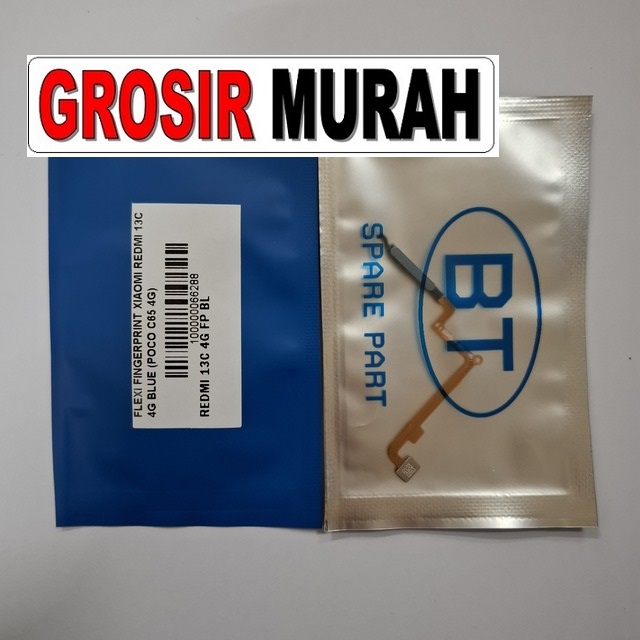 GROSIR MURAH
FLEXI FINGERPRINT XIAOMI REDMI 13C
4G BLUE (POCO C65 4G)
100000066288
REDMI 13C 4G FP BL
BT
SPARE PART